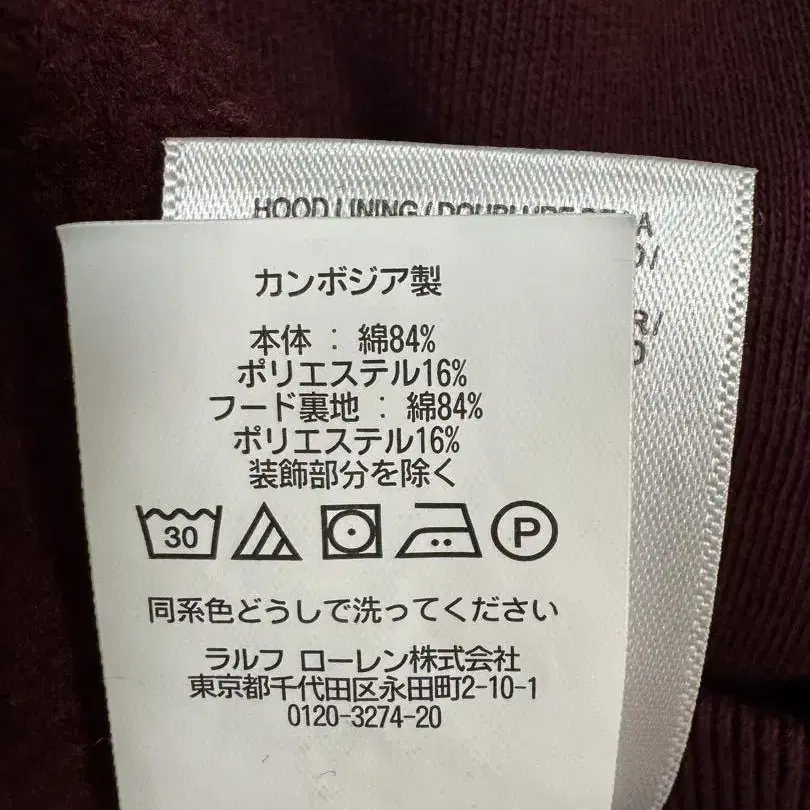 HOOD LINING / DOUBLURE DE LA
カンボジア製
本体 : 綿84%
ポリエステル16%
フード裏地 : 綿84%
ポリエステル16%
装飾部分を除く
30 P
同系色どうしで洗ってください
ラルフ ローレン株式会社
東京都千代田区永田町2-10-1
0120-3274-20